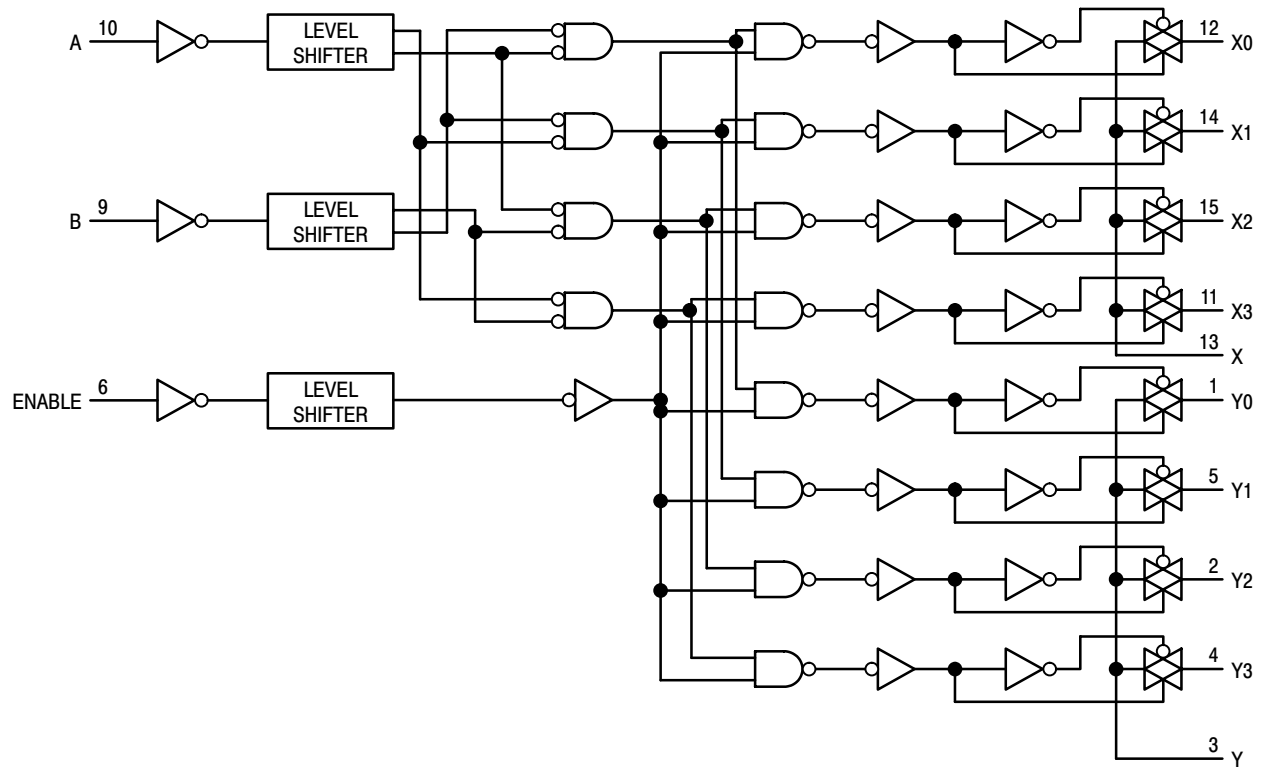 A 10 LEVEL SHIFTER 12 X0
14 X1
B 9 LEVEL SHIFTER 15 X2
11 X3
13 X
ENABLE 6 LEVEL SHIFTER 1 Y0
5 Y1
2 Y2
4 Y3
3 Y